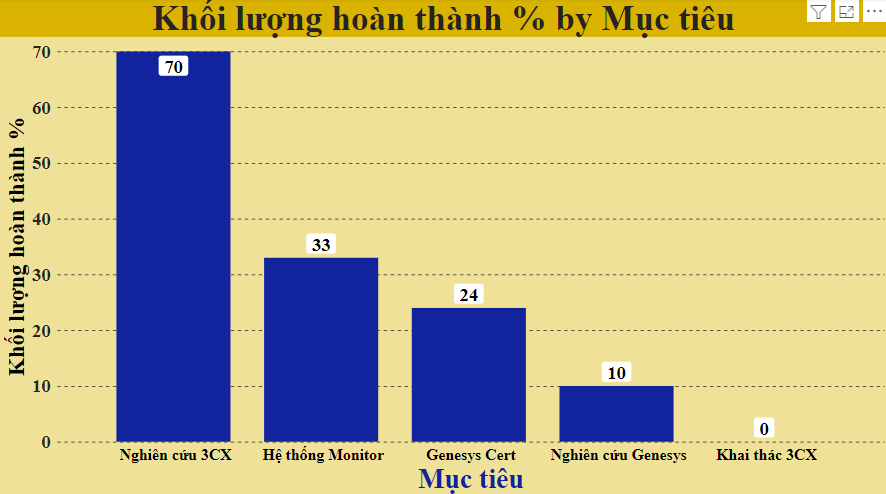 Khối lượng hoàn thành % by Mục tiêu
Khối lượng hoàn thành %
70
60
50
40
30
20
10
0
70
33
24
10
0
Nghiên cứu 3CX
Hệ thống Monitor
Genesys Cert
Nghiên cứu Genesys
Khai thác 3CX
Mục tiêu